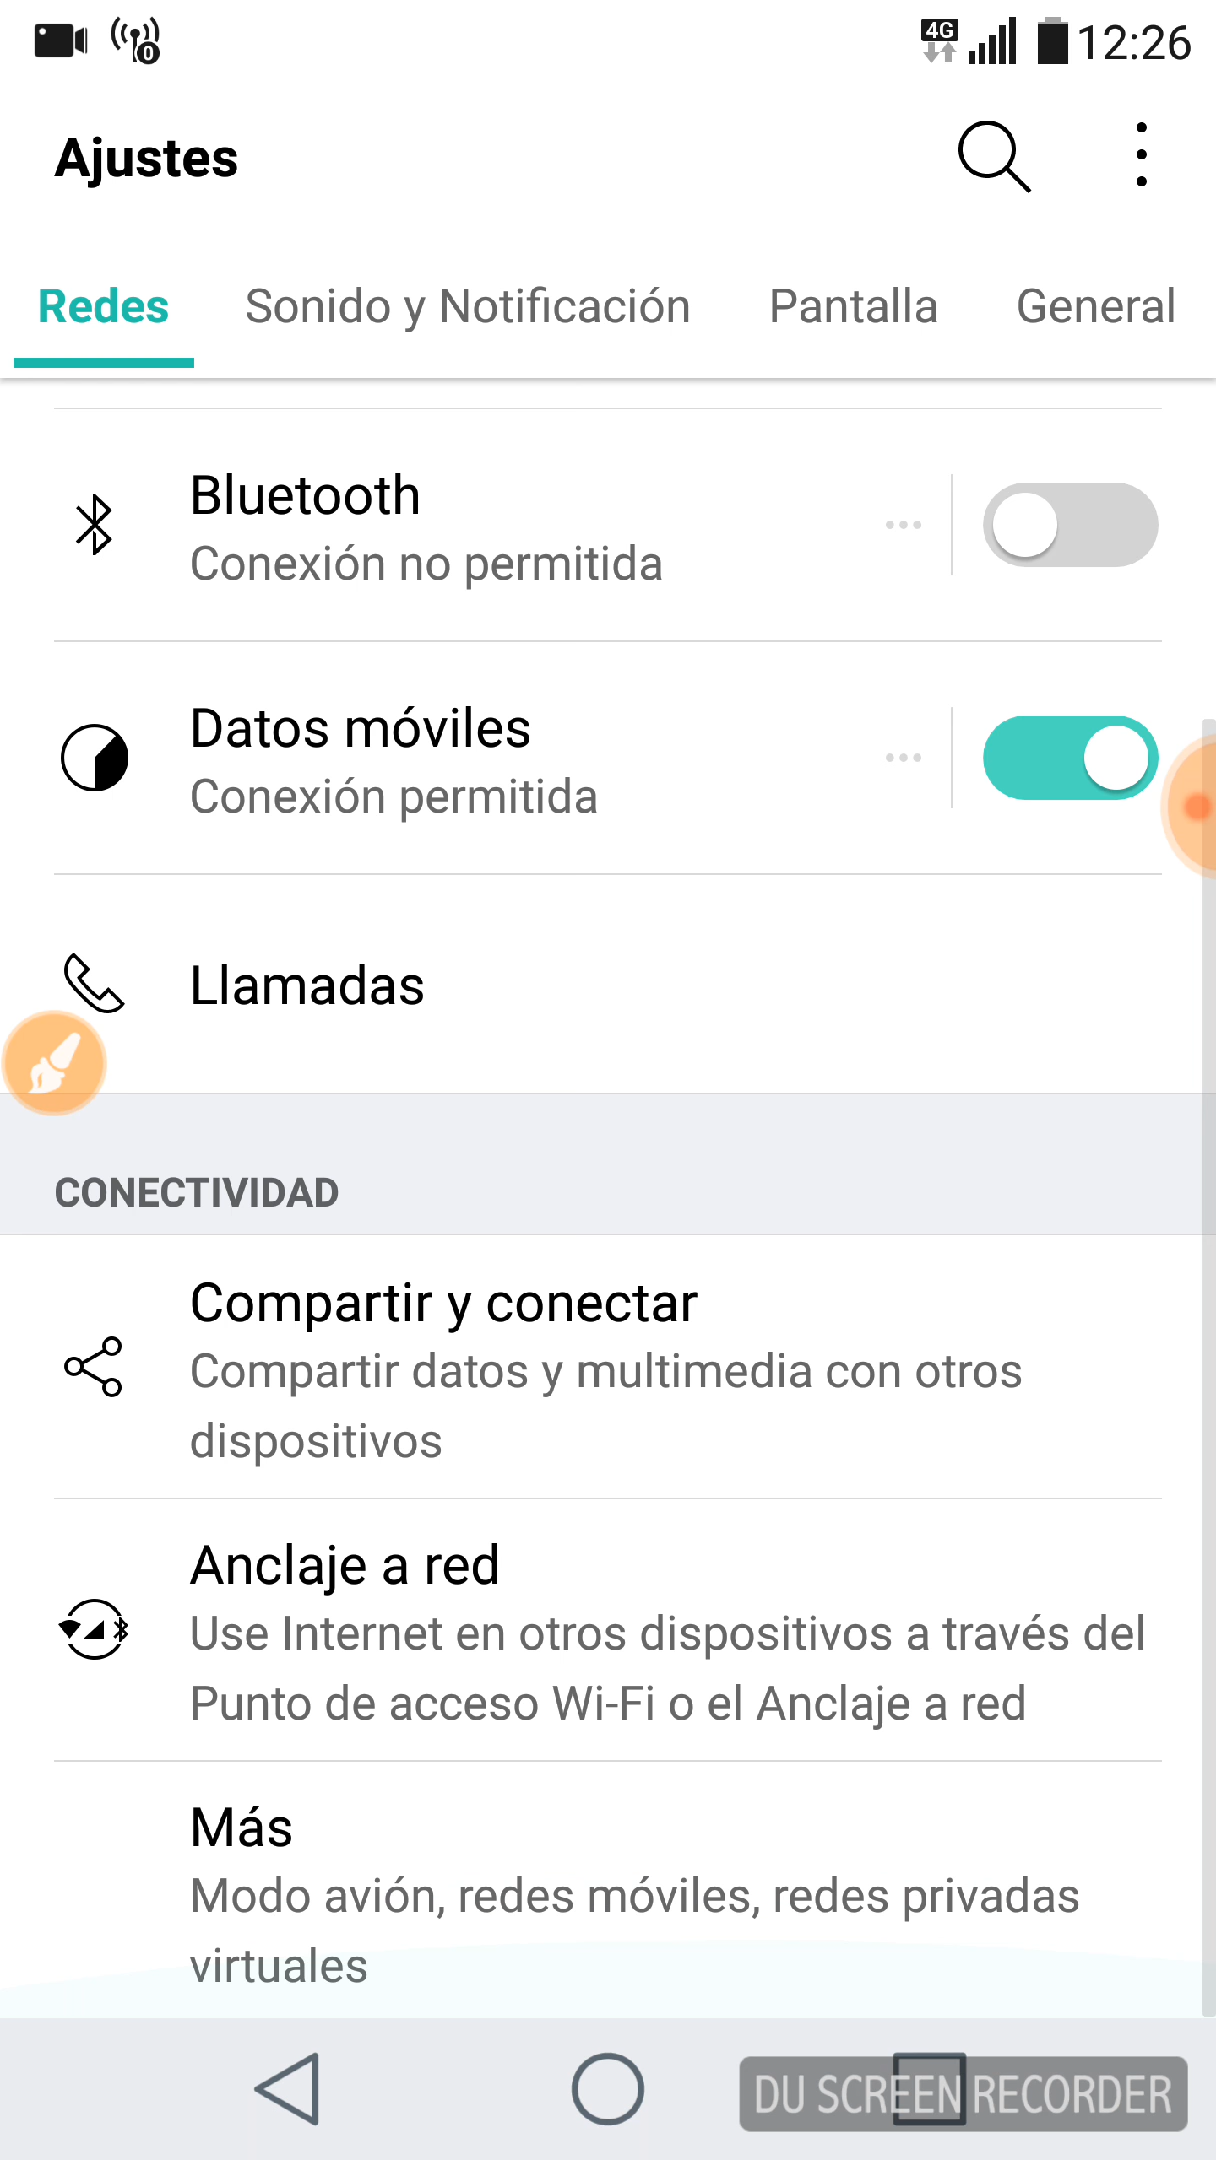 4G 12:26
0
Ajustes
Redes Sonido y Notificación Pantalla General
Bluetooth
Conexión no permitida
Datos móviles
Conexión permitida
Llamadas
CONECTIVIDAD
Compartir y conectar
Compartir datos y multimedia con otros
dispositivos
Anclaje a red
Use Internet en otros dispositivos a través del
Punto de acceso Wi-Fi o el Anclaje a red
Más
Modo avión, redes móviles, redes privadas
virtuales
DU SCREEN RECORDER